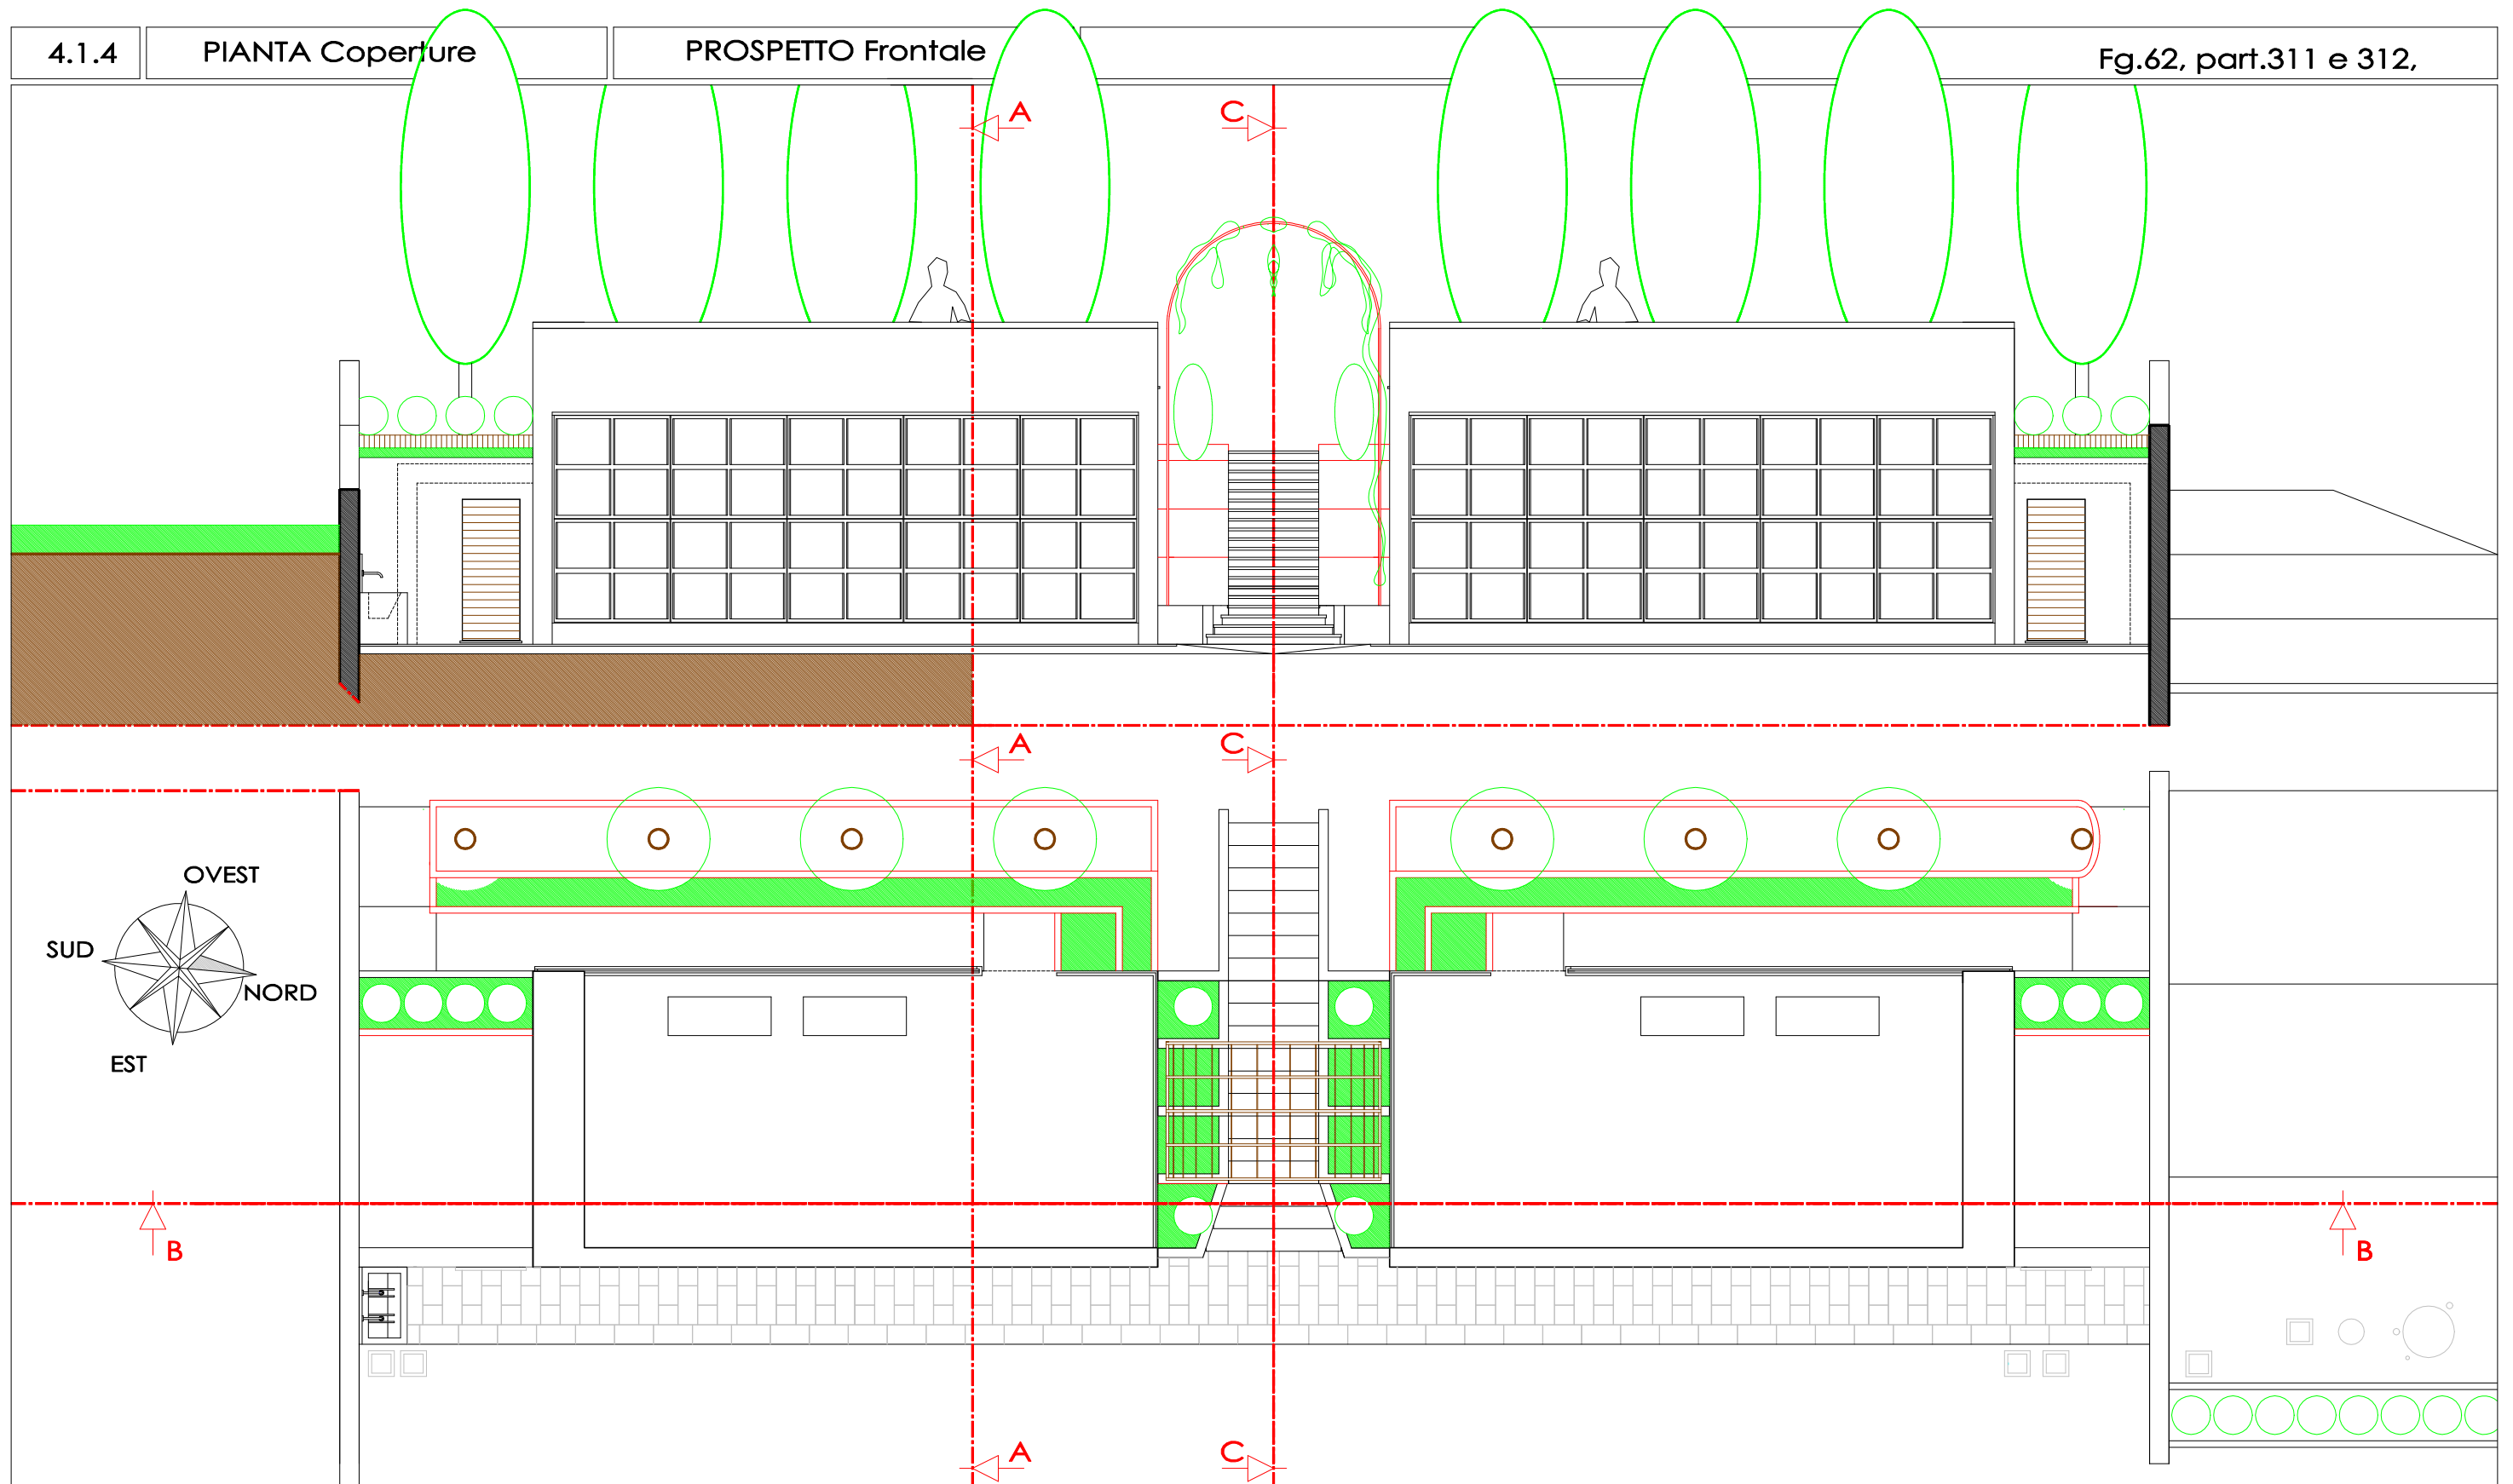 4.1.4
PIANTA Coperture
PROSPETTO Frontale
Fg.62, part.311 e 312,
A
C
A
C
OVEST
SUD
NORD
EST
B
B
A
C